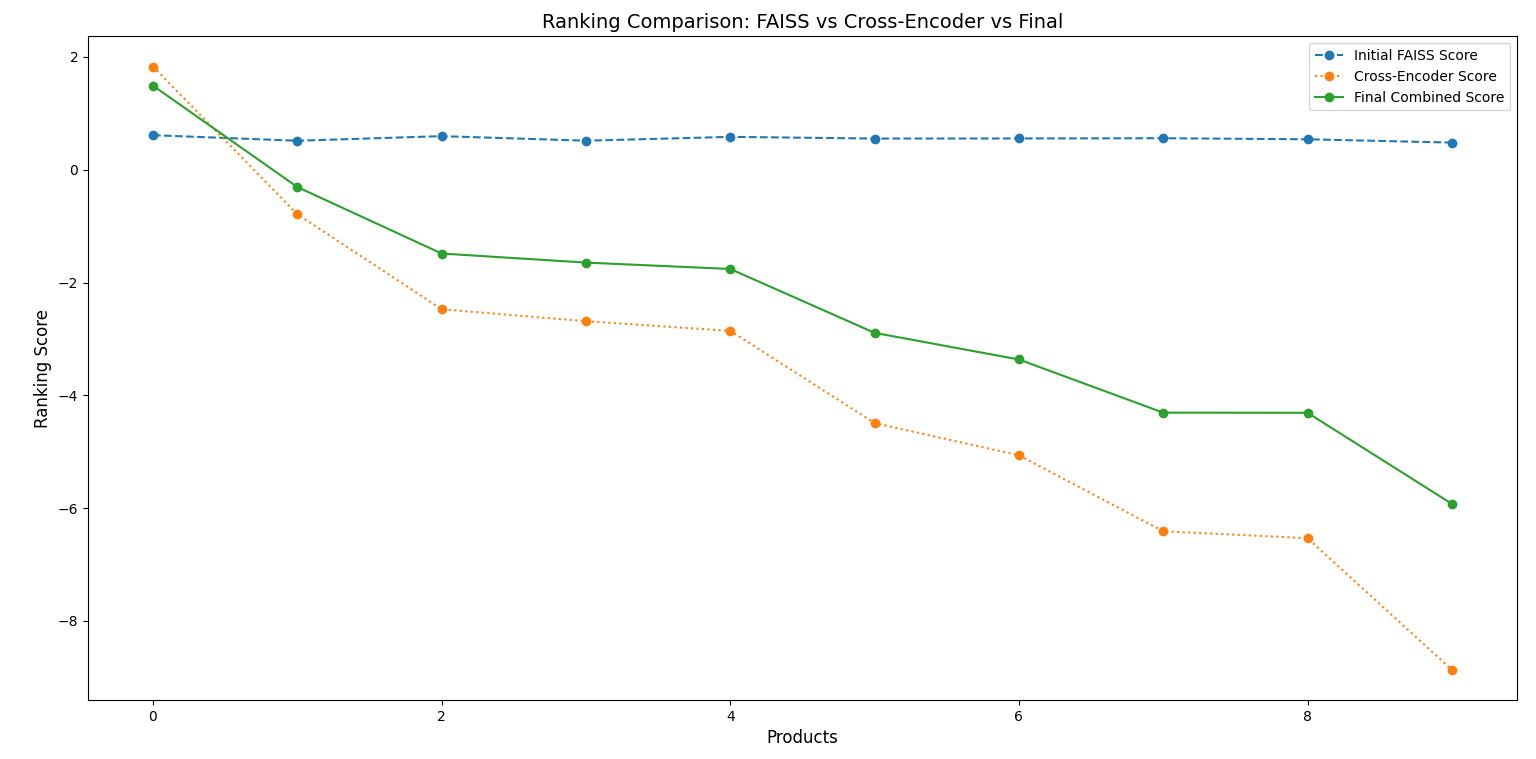 Ranking Comparison: FAISS vs Cross-Encoder vs Final
Initial FAISS Score
Cross-Encoder Score
Final Combined Score
Ranking Score
2
0
−2
−4
−6
−8
0 2 4 6 8
Products